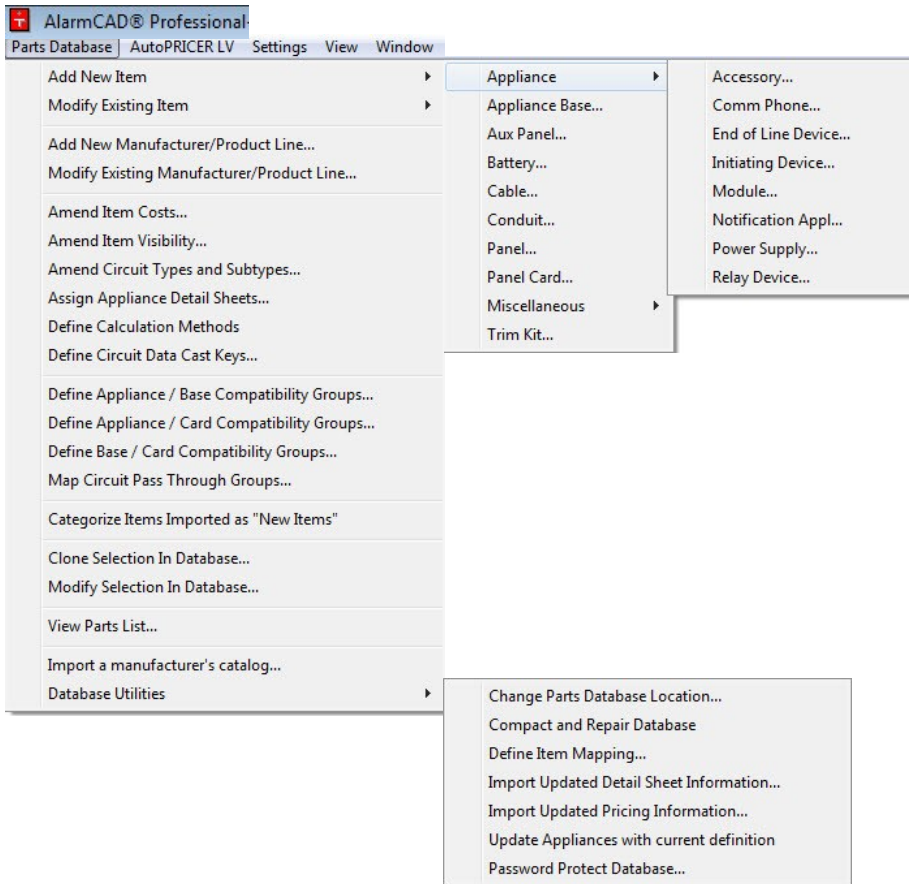 AlarmCAD® Professional-
Parts Database AutoPRICER LV Settings View Window
Add New Item
Modify Existing Item
Add New Manufacturer/Product Line...
Modify Existing Manufacturer/Product Line...
Amend Item Costs...
Amend Item Visibility...
Amend Circuit Types and Subtypes...
Assign Appliance Detail Sheets...
Define Calculation Methods
Define Circuit Data Cast Keys...
Define Appliance / Base Compatibility Groups...
Define Appliance / Card Compatibility Groups...
Define Base / Card Compatibility Groups...
Map Circuit Pass Through Groups...
Categorize Items Imported as "New Items"
Clone Selection In Database...
Modify Selection In Database...
View Parts List...
Import a manufacturer's catalog...
Database Utilities
Appliance
Appliance Base...
Aux Panel...
Battery...
Cable...
Conduit...
Panel...
Panel Card...
Miscellaneous
Trim Kit...
Accessory...
Comm Phone...
End of Line Device...
Initiating Device...
Module...
Notification Appl...
Power Supply...
Relay Device...
Change Parts Database Location...
Compact and Repair Database
Define Item Mapping...
Import Updated Detail Sheet Information...
Import Updated Pricing Information...
Update Appliances with current definition
Password Protect Database...